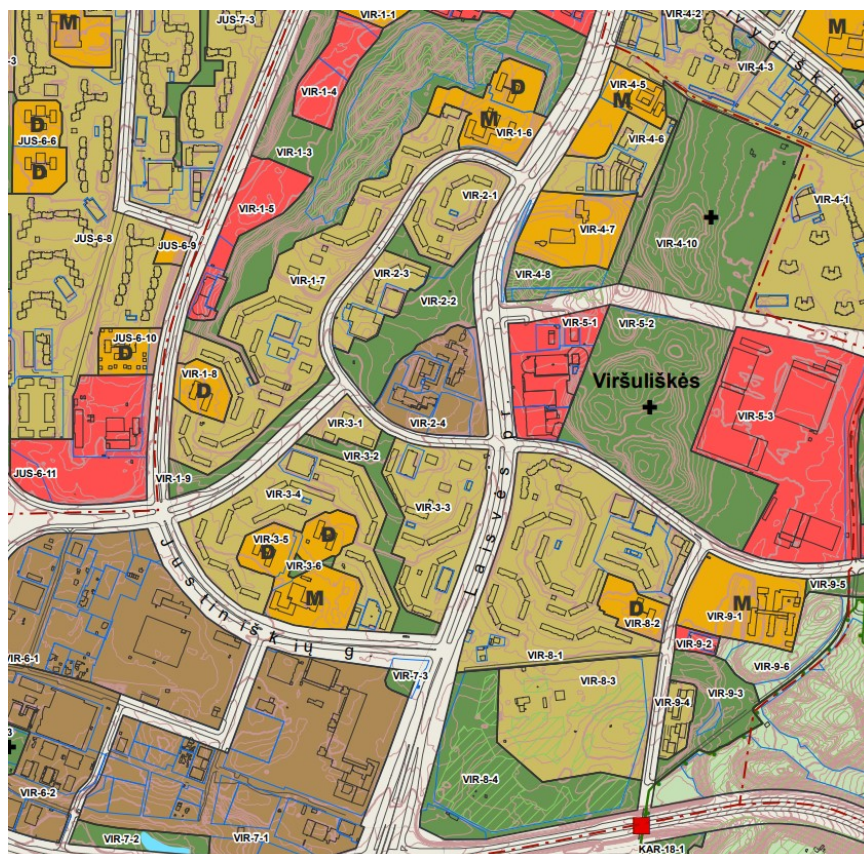 VIR-1-1
VIR-4-2
M
JUS-7-3
M
VIR-4-3
VIR-1-4
VIR-4-5
D
M
D
M
VIR-1-6
VIR-4-6
JUS-6-6
VIR-1-3
D
VIR-2-1
VIR-4-1
VIR-1-5
✚
JUS-6-8
VIR-4-7
JUS-6-9
VIR-4-10
VIR-2-3
VIR-4-8
VIR-1-7
VIR-2-2
VIR-5-1
VIR-5-2
JUS-6-10
D
VIR-1-8
Viršuliškės
D
✚
VIR-5-3
VIR-3-1
VIR-2-4
Laisvės pr.
VIR-3-2
JUS-6-11
VIR-1-9
VIR-3-4
VIR-3-3
D
VIR-3-5
D
VIR-3-6
Justiniškių g.
M
VIR-9-5
D
M
VIR-8-2
VIR-9-1
VIR-9-2
VIR-6-1
VIR-8-1
VIR-9-6
VIR-7-3
VIR-8-3
VIR-9-3
VIR-9-4
VIR-8-4
VIR-6-2
VIR-7-2
VIR-7-1
KAR-18-1